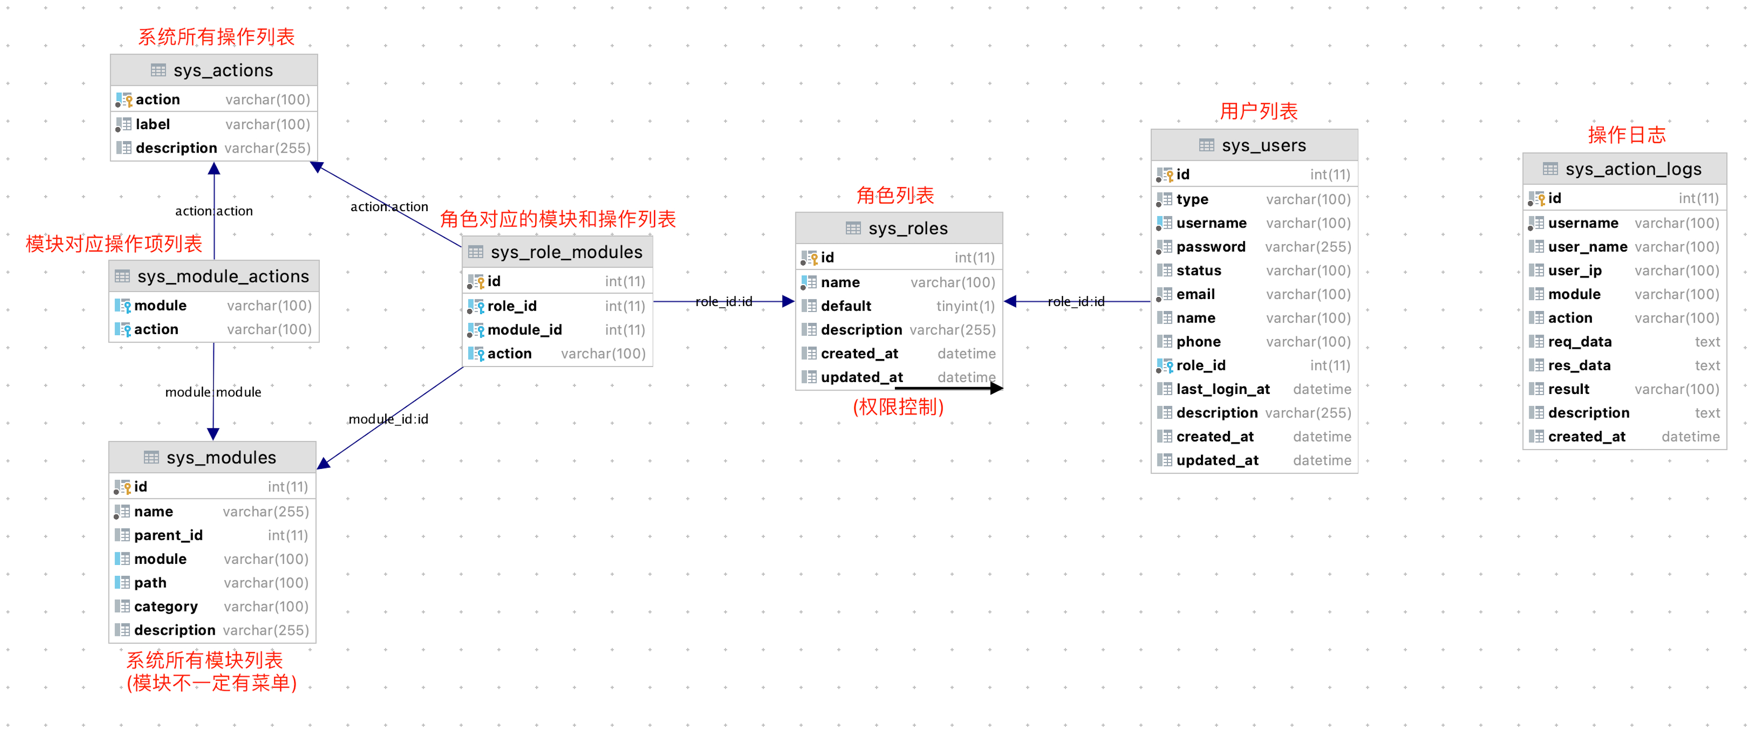 系统所有操作列表
sys_actions
action varchar(100)
label varchar(100)
description varchar(255)
action:action
action:action
模块对应操作项列表
sys_module_actions
module varchar(100)
action varchar(100)
module:module
sys_modules
id int(11)
name varchar(255)
parent_id int(11)
module varchar(100)
path varchar(100)
category varchar(100)
description varchar(255)
系统所有模块列表
(模块不一定有菜单)
角色对应的模块和操作列表
sys_role_modules
id int(11)
role_id int(11)
module_id int(11)
action varchar(100)
module_id:id
role_id:id
角色列表
sys_roles
id int(11)
name varchar(100)
default tinyint(1)
description varchar(255)
created_at datetime
updated_at datetime
(权限控制)
role_id:id
用户列表
sys_users
id int(11)
type varchar(100)
username varchar(100)
password varchar(255)
status varchar(100)
email varchar(100)
name varchar(100)
phone varchar(100)
role_id int(11)
last_login_at datetime
description varchar(255)
created_at datetime
updated_at datetime
操作日志
sys_action_logs
id int(11)
username varchar(100)
user_name varchar(100)
user_ip varchar(100)
module varchar(100)
action varchar(100)
req_data text
res_data text
result varchar(100)
description text
created_at datetime